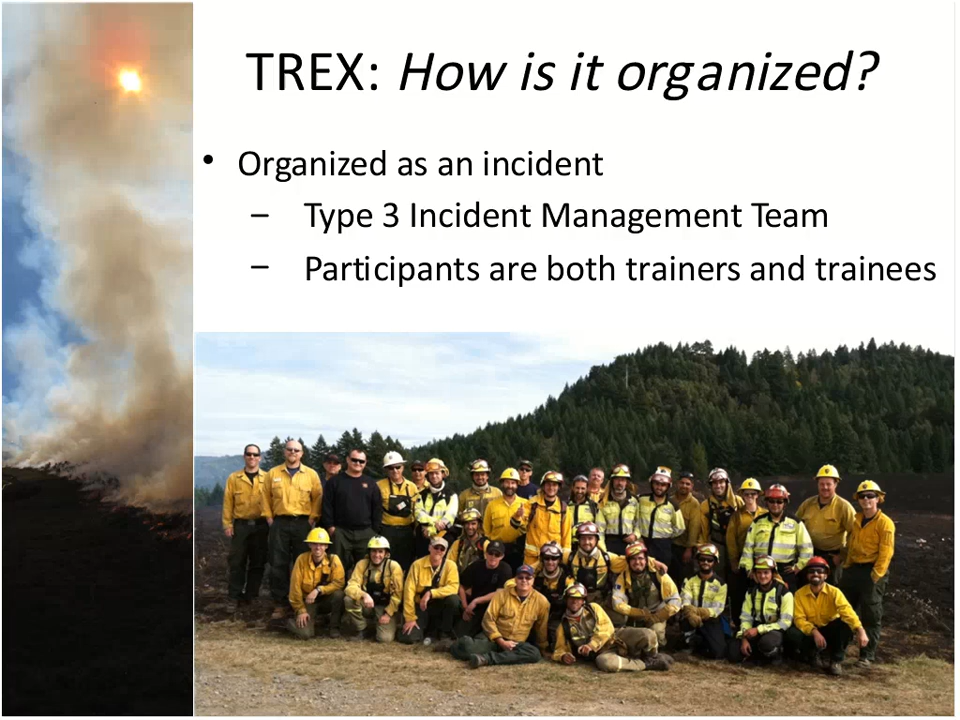 TREX: How is it organized?
• Organized as an incident
– Type 3 Incident Management Team
– Participants are both trainers and trainees